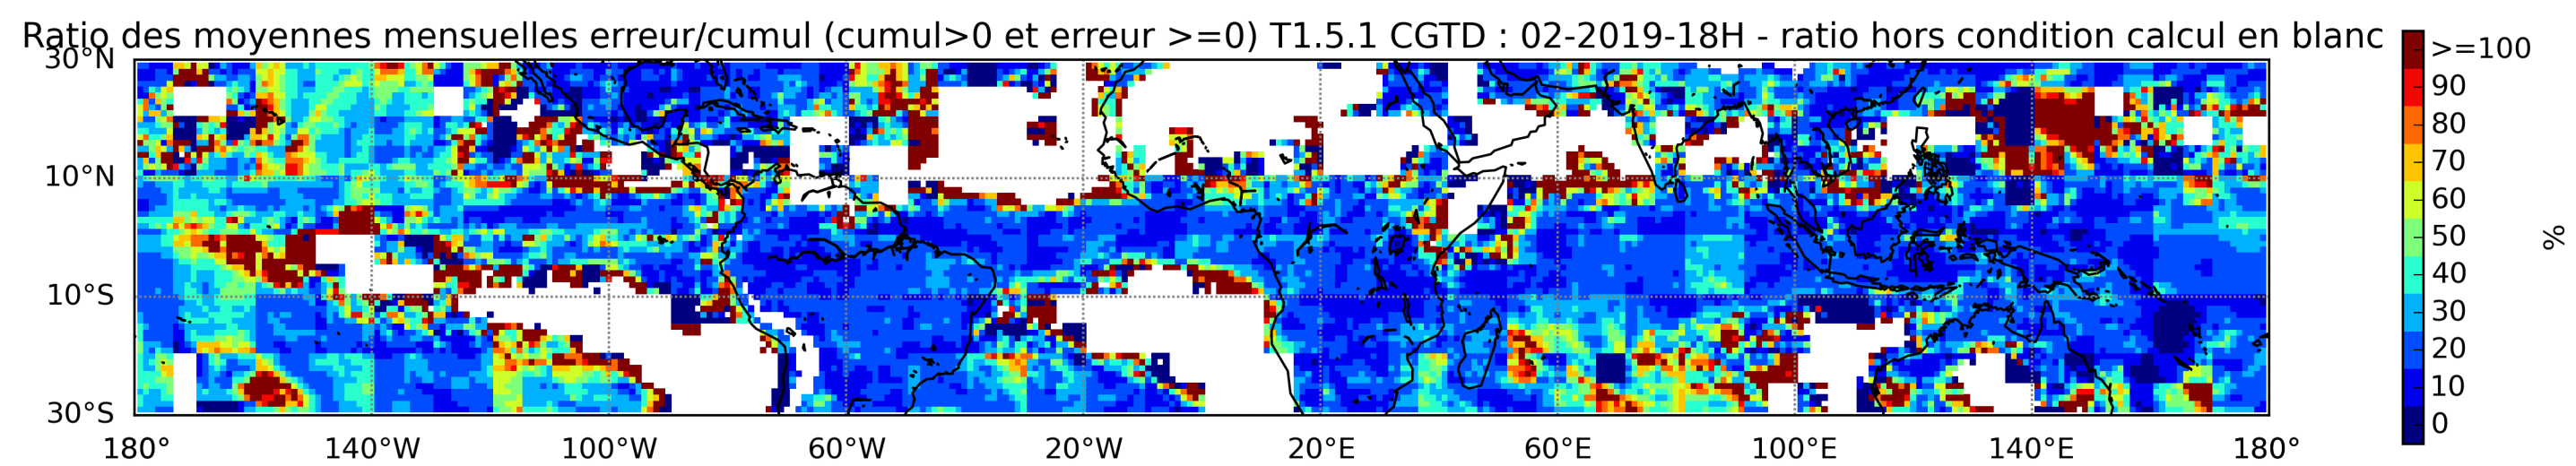 Ratio des moyennes mensuelles erreur/cumul (cumul>0 et erreur >=0) T1.5.1 CGTD : 02-2019-18H - ratio hors condition calcul en blanc
30°N
10°N
10°S
30°S
180°
140°W
100°W
60°W
20°W
20°E
60°E
100°E
140°E
180°
>=100
90
80
70
60
50
40
30
20
10
0
%